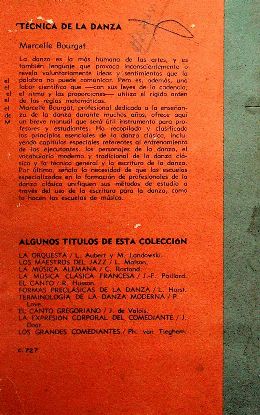 TÉCNICA DE LA DANZA
Marcelle Bourgat
La danza es la más humana de las artes, y es
también lenguaje que provoca inconscientemente o
revela voluntariamente ideas y sentimientos que la
palabra no puede comunicar. Pero es, además, una
labor científica que —con sus leyes de la cadencia,
el ritmo y las proporciones— utiliza el rígido orden
de las reglas matemáticas.
Marcelle Bourgat, profesional dedicada a la enseñan-
za de la danza durante muchos años, ofrece aquí
un breve manual que será útil instrumento para pro-
fesores y estudiantes. Ha recopilado y clasificado
los principios esenciales de la danza clásica, inclu-
yendo capítulos especiales referentes al entrenamiento
de los ejecutantes, los personajes de la danza, el
vocabulario moderno y tradicional de la danza clá-
sica y la técnica general y la escritura de la danza.
Por último, señala la necesidad de que las escuelas
especializadas en la formación de profesionales de la
danza clásica unifiquen sus métodos de estudio a
través del uso de la escritura para la danza, como
lo hacen las escuelas de música.
ALGUNOS TITULOS DE ESTA COLECCION
LA ORQUESTA / L. Aubert y M. Landowski.
LOS MAESTROS DEL JAZZ / L. Malson.
LA MÚSICA ALEMANA / C. Rostand.
LA MÚSICA CLÁSICA FRANCESA / J.-F. Paillard.
EL CANTO / R. Husson.
FORMAS PRECLÁSICAS DE LA DANZA / L. Horst.
TERMINOLOGÍA DE LA DANZA MODERNA / P.
Love.
EL CANTO GREGORIANO / J. de Valois.
LA EXPRESIÓN CORPORAL DEL COMEDIANTE / J.
Doat.
LOS GRANDES COMEDIANTES / Ph. van Tieghem.
C-727